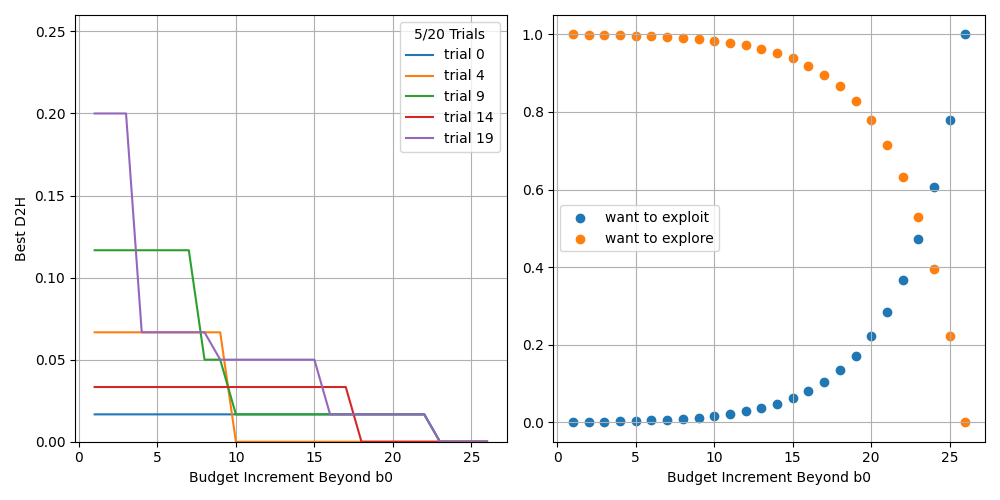 0.25
0.20
0.15
0.10
0.05
0.00
Best D2H
0
5
10
15
20
25
Budget Increment Beyond b0
5/20 Trials
trial 0
trial 4
trial 9
trial 14
trial 19
1.0
0.8
0.6
0.4
0.2
0.0
want to exploit
want to explore
0
5
10
15
20
25
Budget Increment Beyond b0